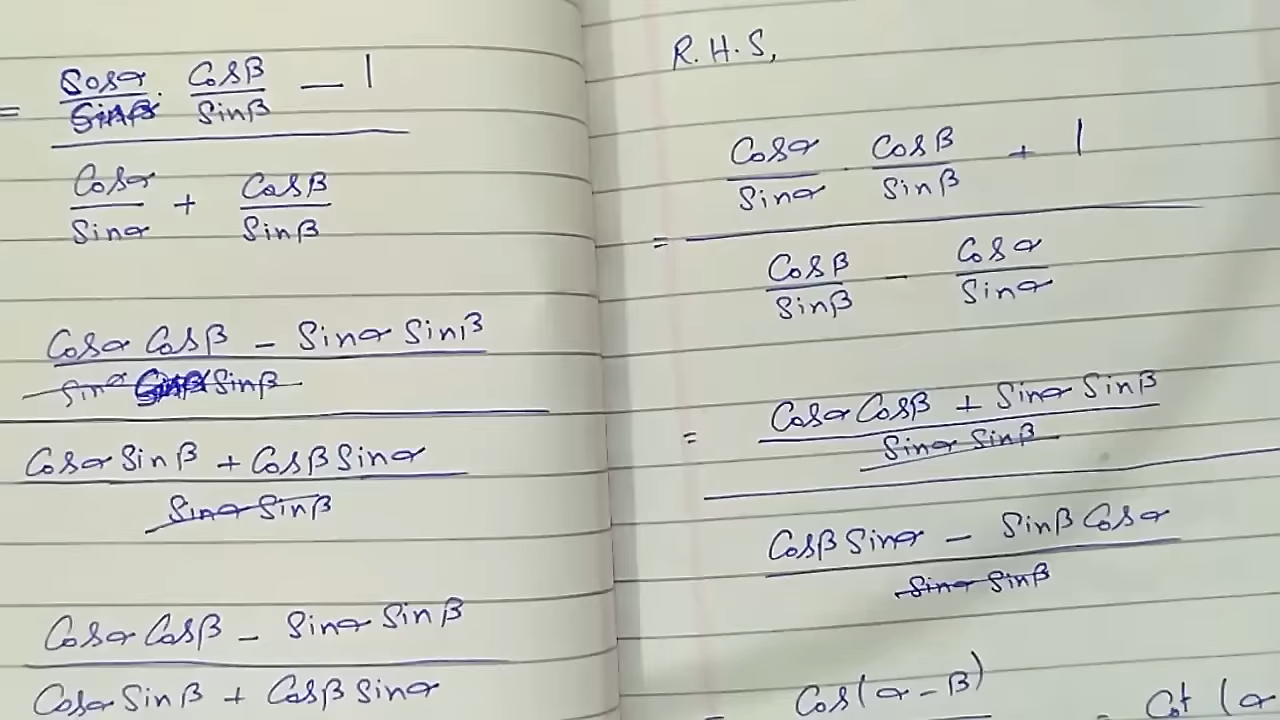 = Cosα/Sinβ . Cosβ/Sinβ — 1
Cosα/Sinα + Cosβ/Sinβ
Cosα Cosβ - Sinα Sinβ
Sinα Sinβ
Cosα Sinβ + Cosβ Sinα
Sinα Sinβ
Cosα Cosβ - Sinα Sinβ
Cosα Sinβ + Cosβ Sinα
R.H.S,
= Cosα/Sinα . Cosβ/Sinβ + 1
Cosβ/Sinβ - Cosα/Sinα
= Cosα Cosβ + Sinα Sinβ
Sinα Sinβ
Cosβ Sinα - Sinβ Cosα
Sinα Sinβ
= Cos(α-β) = Cot (α